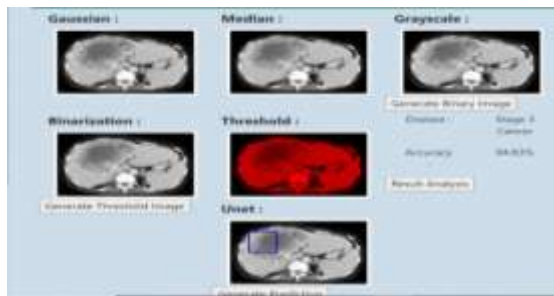 Gaussian :
Median :
Grayscale :
Generate Binary Image
Binarization :
Threshold :
Disease
Stage
Cancer
Accuracy
Result Analysis
Generate Threshold Image
Unet :
Generate Prediction